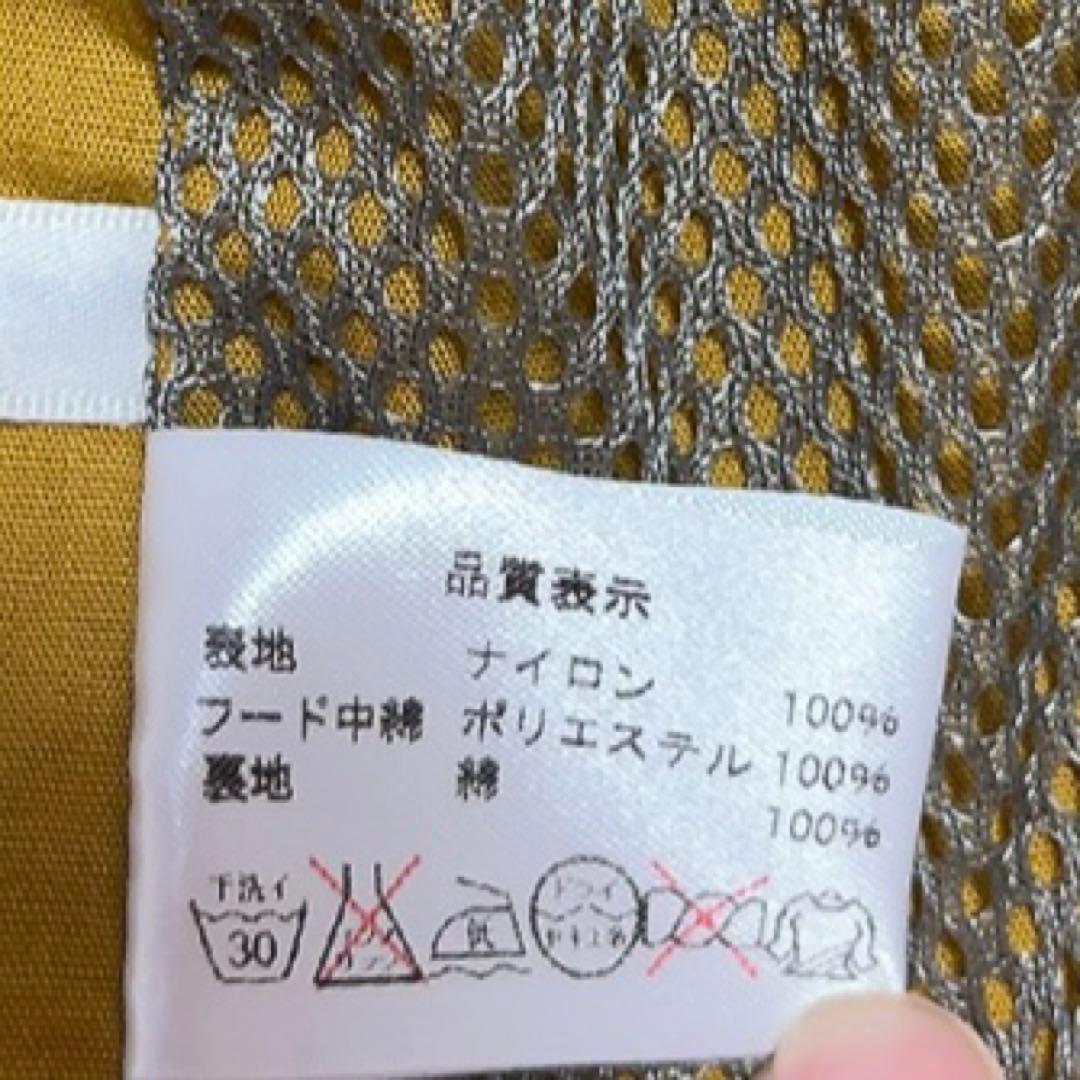 品質表示
表地 ナイロン 100%
フード中綿 ポリエステル 100%
裏地 綿 100%
手洗イ
30
低
ドライ